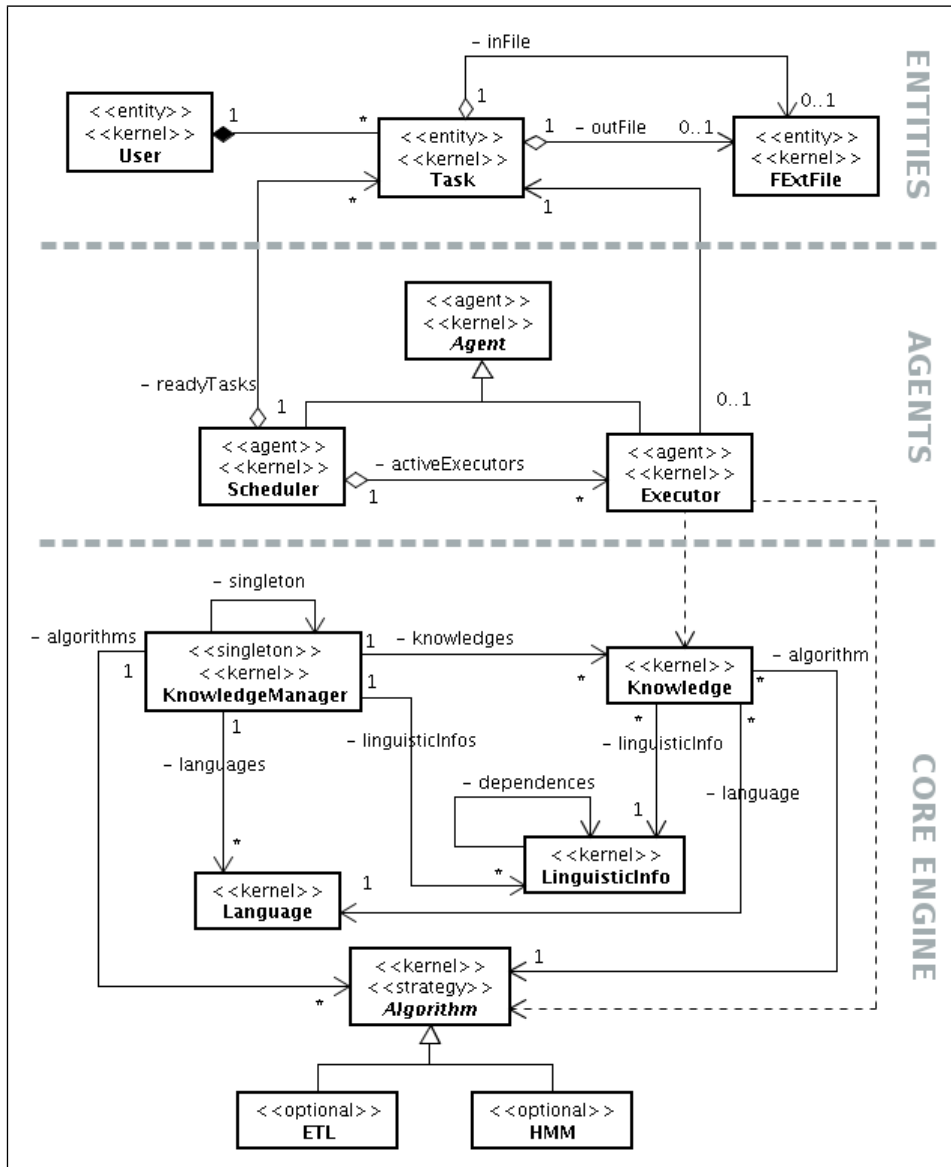 – inFile
1
0..1
ENTITIES
<<entity>>
<<kernel>>
User
1
*
<<entity>>
<<kernel>>
Task
1
– outFile
0..1
<<entity>>
<<kernel>>
FExtFile
*
1
AGENTS
<<agent>>
<<kernel>>
Agent
– readyTasks
1
0..1
<<agent>>
<<kernel>>
Scheduler
– activeExecutors
1
*
<<agent>>
<<kernel>>
Executor
CORE ENGINE
– singleton
– algorithms
1
<<singleton>>
<<kernel>>
KnowledgeManager
1
– knowledges
*
<<kernel>>
Knowledge
*
– algorithm
1
1
– languages
*
– linguisticInfos
*
*
– linguisticInfo
1
*
– language
1
– dependences
<<kernel>>
LinguisticInfo
<<kernel>>
Language
*
<<kernel>>
<<strategy>>
Algorithm
1
<<optional>>
ETL
<<optional>>
HMM